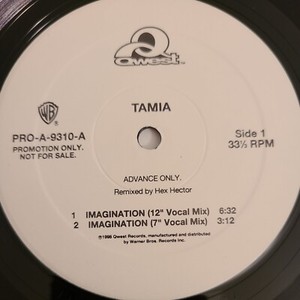 Qwest
TAMIA
PRO-A-9310-A
PROMOTION ONLY.
NOT FOR SALE.
Side 1
33⅓ RPM
ADVANCE ONLY.
Remixed by Hex Hector
1 IMAGINATION (12" Vocal Mix) 6:32
2 IMAGINATION (7" Vocal Mix) 3:12
℗1998 Qwest Records, manufactured and distributed
by Warner Bros. Records Inc.